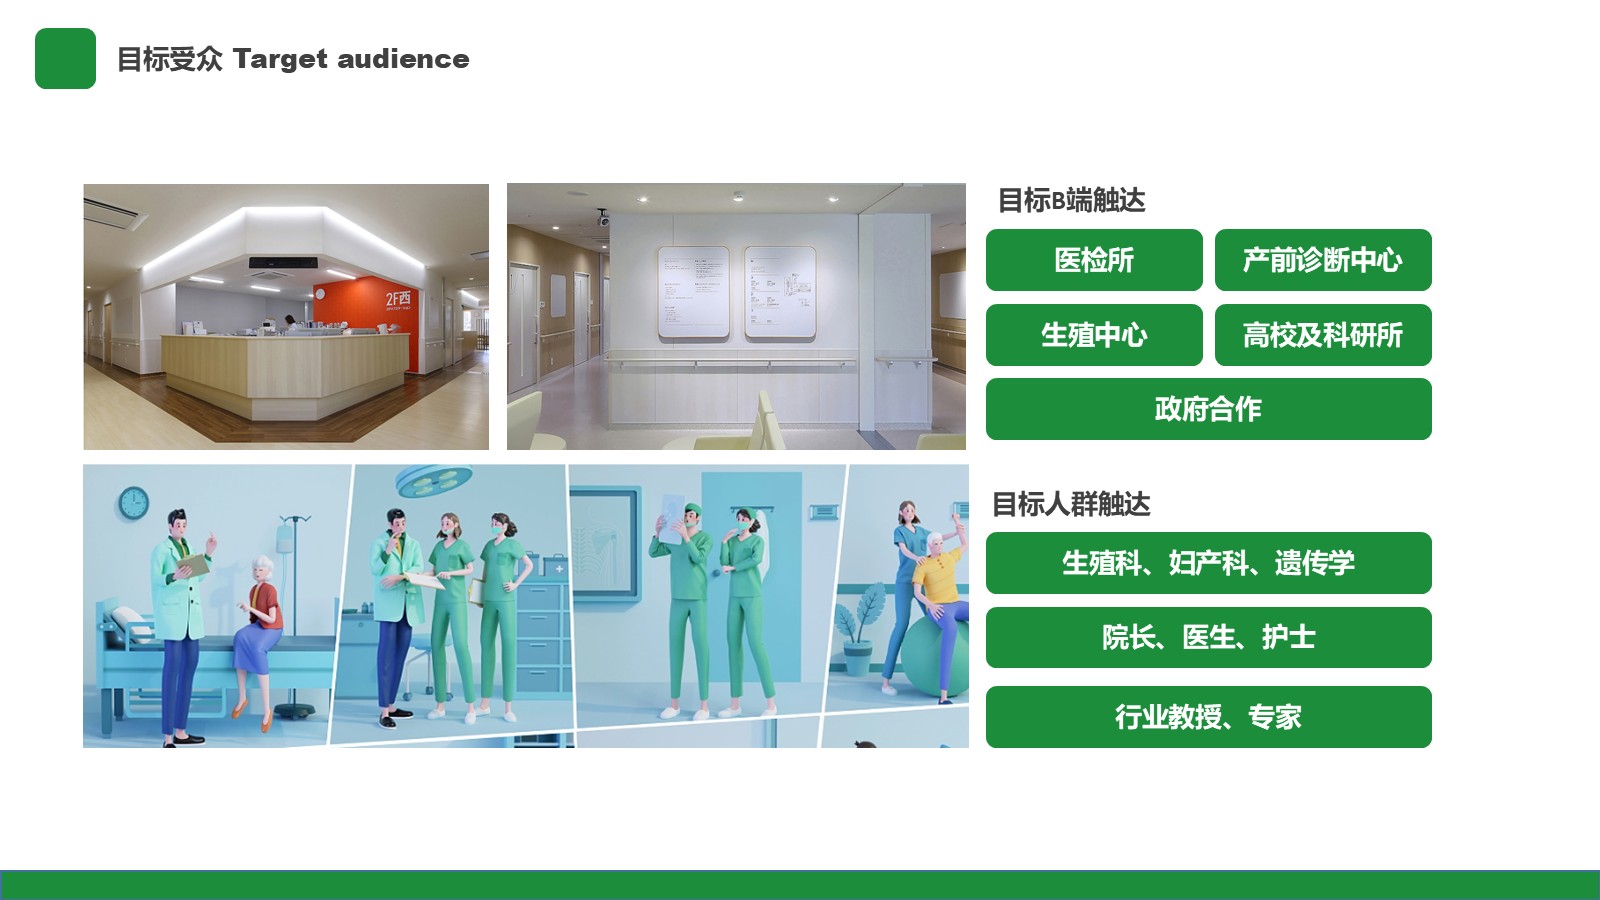 目标受众 Target audience
2F西
目标B端触达
医检所
产前诊断中心
生殖中心
高校及科研所
政府合作
目标人群触达
生殖科、妇产科、遗传学
院长、医生、护士
行业教授、专家